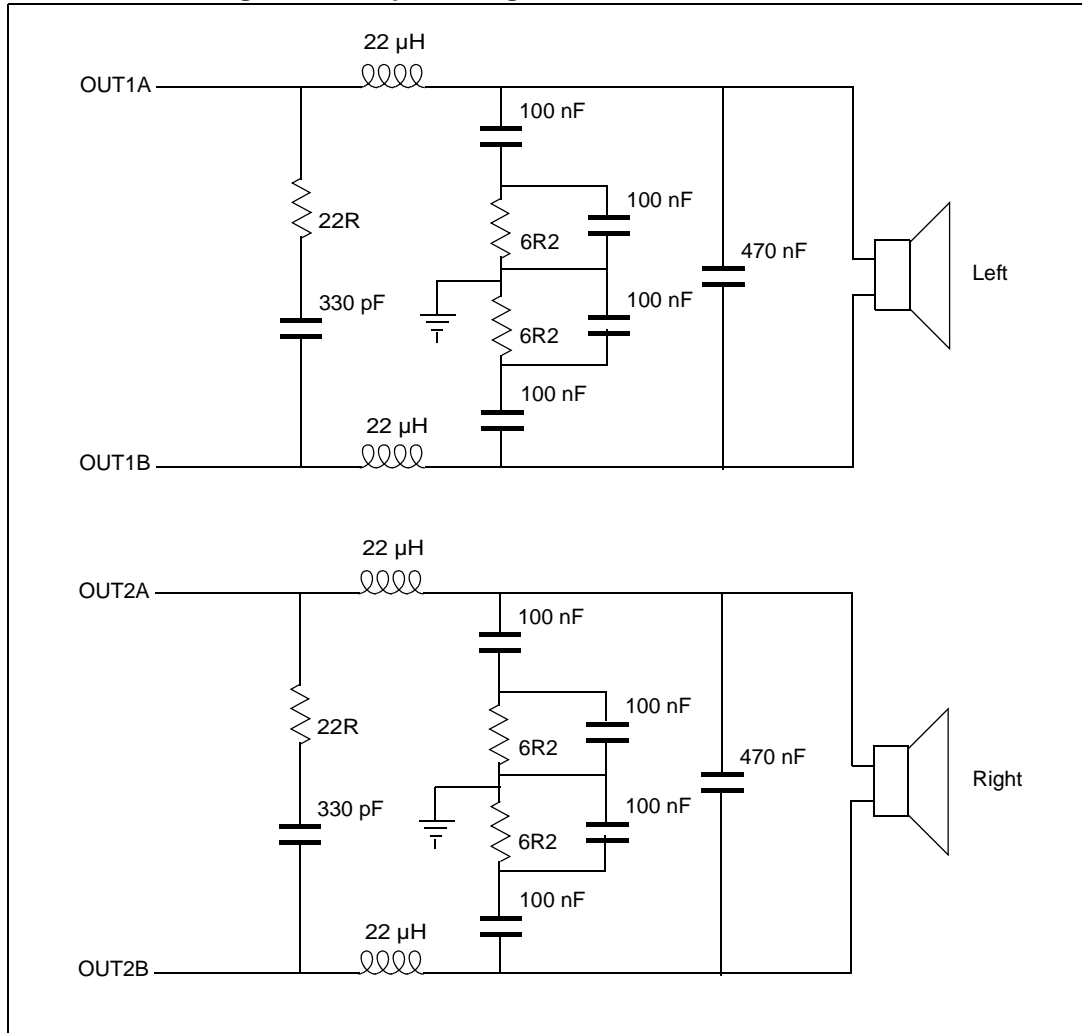 22 µH
OUT1A
100 nF
100 nF
22R
6R2
470 nF
Left
330 pF
100 nF
6R2
100 nF
22 µH
OUT1B
22 µH
OUT2A
100 nF
100 nF
22R
6R2
470 nF
Right
330 pF
100 nF
6R2
100 nF
22 µH
OUT2B